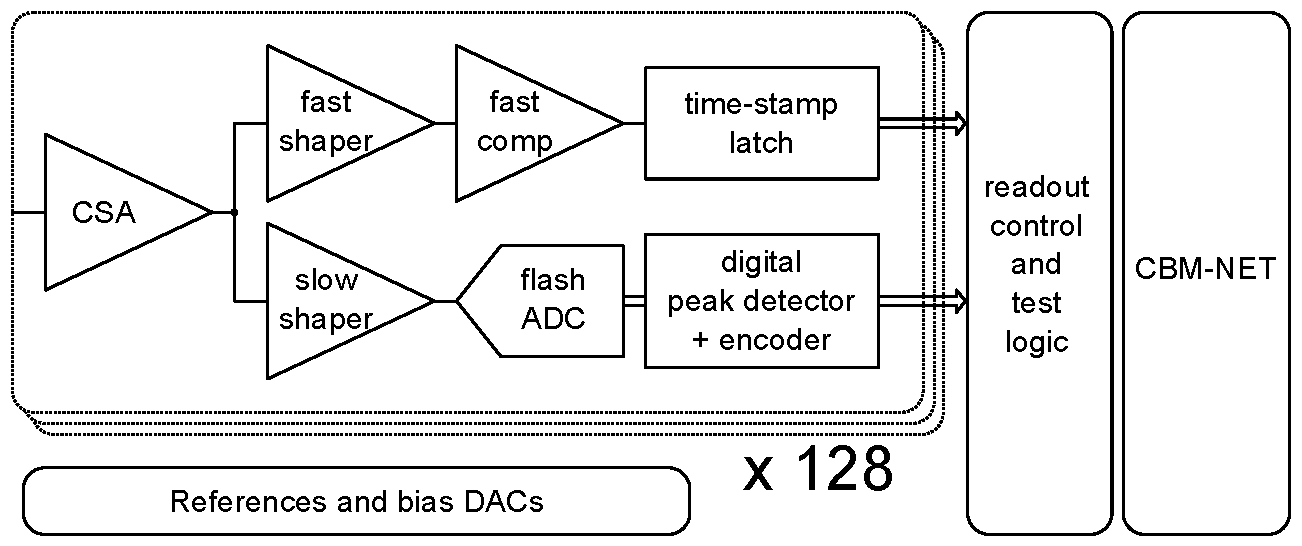 fast
shaper
fast
comp
time-stamp
latch
CSA
slow
shaper
flash
ADC
digital
peak detector
+ encoder
readout
control
and
test
logic
CBM-NET
x 128
References and bias DACs